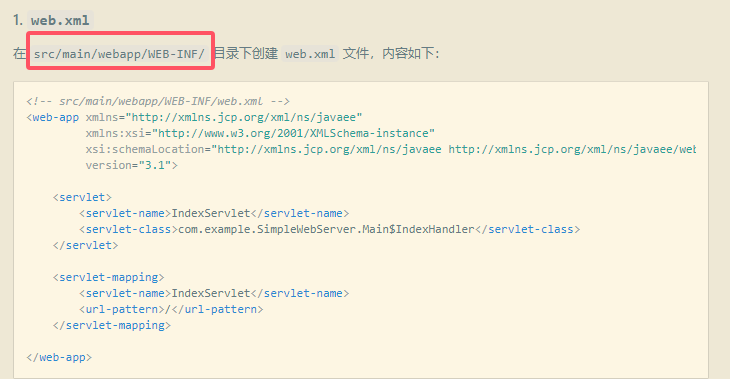 1. web.xml
在 src/main/webapp/WEB-INF/ 目录下创建 web.xml 文件，内容如下：
<!-- src/main/webapp/WEB-INF/web.xml -->
<web-app xmlns="http://xmlns.jcp.org/xml/ns/javaee"
         xmlns:xsi="http://www.w3.org/2001/XMLSchema-instance"
         xsi:schemaLocation="http://xmlns.jcp.org/xml/ns/javaee http://xmlns.jcp.org/xml/ns/javaee/web
         version="3.1">
    <servlet>
        <servlet-name>IndexServlet</servlet-name>
        <servlet-class>com.example.SimpleWebServer.Main$IndexHandler</servlet-class>
    </servlet>
    <servlet-mapping>
        <servlet-name>IndexServlet</servlet-name>
        <url-pattern>/</url-pattern>
    </servlet-mapping>
</web-app>